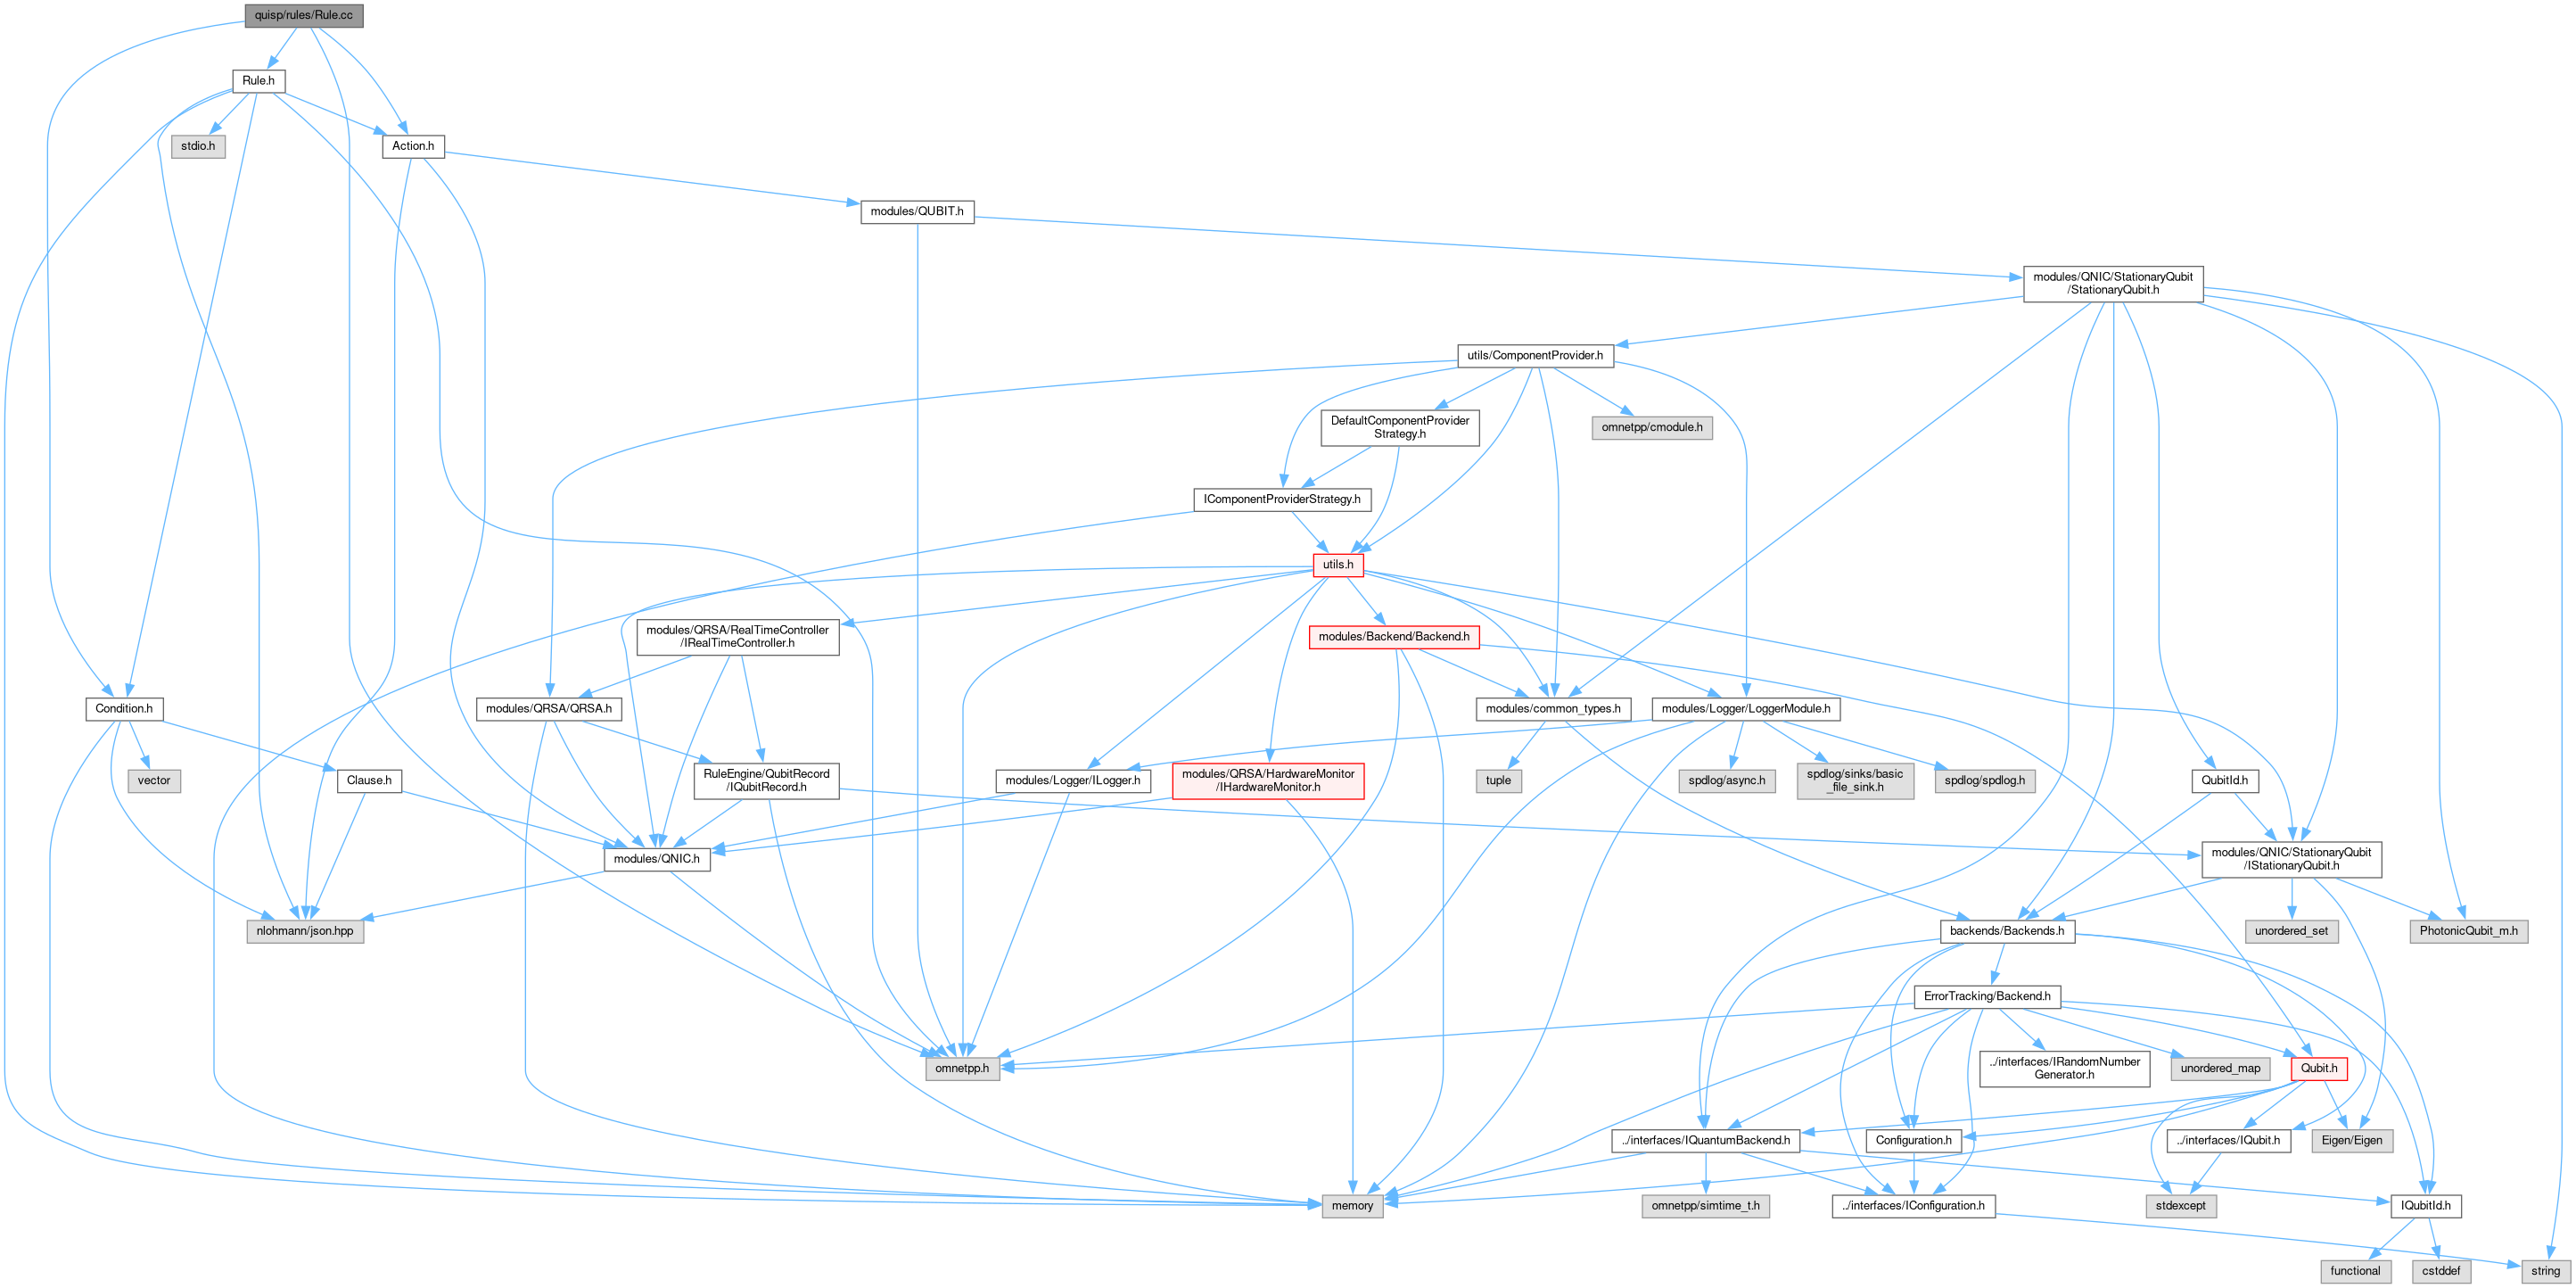 quisp/rules/Rule.cc
Rule.h
stdio.h
Action.h
modules/QUBIT.h
modules/QNIC/StationaryQubit
/StationaryQubit.h
utils/ComponentProvider.h
DefaultComponentProvider
Strategy.h
omnetpp/cmodule.h
IComponentProviderStrategy.h
utils.h
modules/QRSA/RealTimeController
/IRealTimeController.h
modules/Backend/Backend.h
Condition.h
modules/QRSA/QRSA.h
modules/common_types.h
modules/Logger/LoggerModule.h
vector
Clause.h
RuleEngine/QubitRecord
/IQubitRecord.h
modules/Logger/ILogger.h
modules/QRSA/HardwareMonitor
/IHardwareMonitor.h
tuple
spdlog/async.h
spdlog/sinks/basic
_file_sink.h
spdlog/spdlog.h
QubitId.h
modules/QNIC.h
modules/QNIC/StationaryQubit
/IStationaryQubit.h
nlohmann/json.hpp
backends/Backends.h
unordered_set
PhotonicQubit_m.h
ErrorTracking/Backend.h
omnetpp.h
../interfaces/IRandomNumber
Generator.h
unordered_map
Qubit.h
../interfaces/IQuantumBackend.h
Configuration.h
../interfaces/IQubit.h
Eigen/Eigen
memory
omnetpp/simtime_t.h
../interfaces/IConfiguration.h
stdexcept
IQubitId.h
functional
cstddef
string